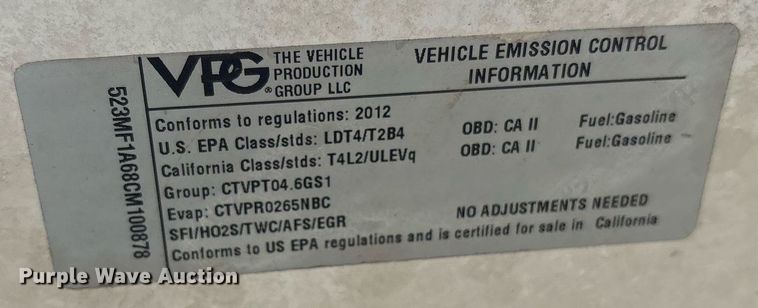 VPG
® THE VEHICLE
PRODUCTION
GROUP LLC
VEHICLE EMISSION CONTROL
INFORMATION
523MF1A68CM100878
Conforms to regulations: 2012
U.S. EPA Class/stds: LDT4/T2B4 OBD: CA II Fuel:Gasoline
California Class/stds: T4L2/ULEVq OBD: CA II Fuel:Gasoline
Group: CTVPT04.6GS1
Evap: CTVPR0265NBC NO ADJUSTMENTS NEEDED
SFI/HO2S/TWC/AFS/EGR
Conforms to US EPA regulations and is certified for sale in California
Purple Wave Auction